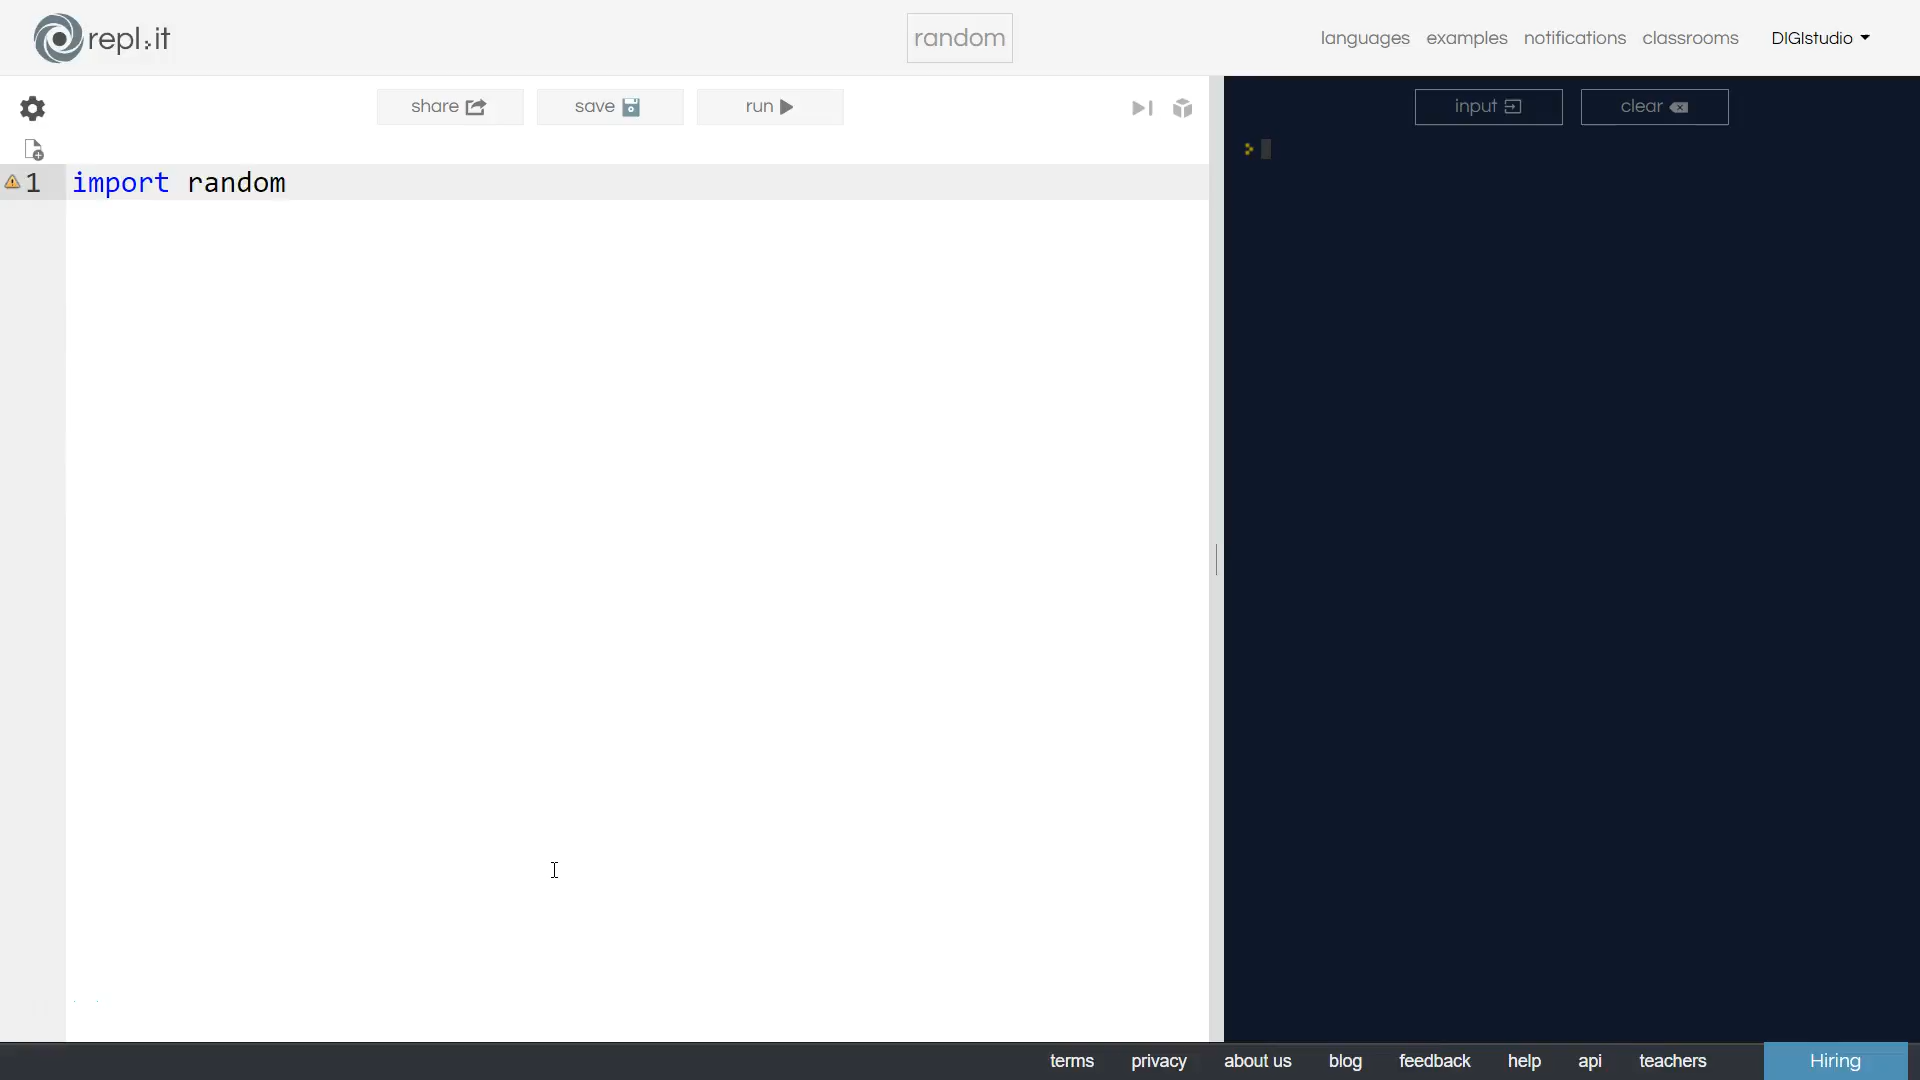 repl.it
random
languages examples notifications classrooms DIGIstudio
share save run
input clear
1 import random
terms privacy about us blog feedback help api teachers Hiring